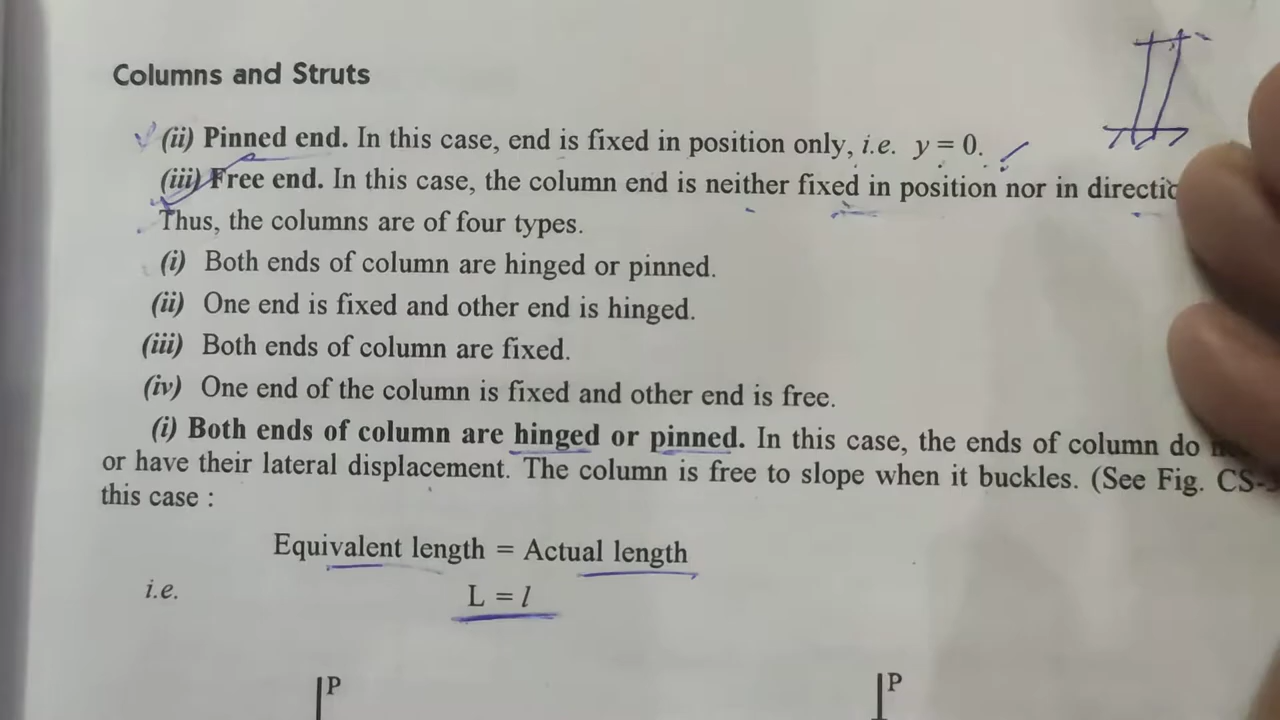 Columns and Struts
(ii) Pinned end. In this case, end is fixed in position only, i.e. y = 0.
(iii) Free end. In this case, the column end is neither fixed in position nor in
Thus, the columns are of four types.
(i) Both ends of column are hinged or pinned.
(ii) One end is fixed and other end is hinged.
(iii) Both ends of column are fixed.
(iv) One end of the column is fixed and other end is free.
(i) Both ends of column are hinged or pinned. In this case, the ends of column do
or have their lateral displacement. The column is free to slope when it buckles. (See Fig.
this case :
Equivalent length = Actual length
i.e. L = l
P P